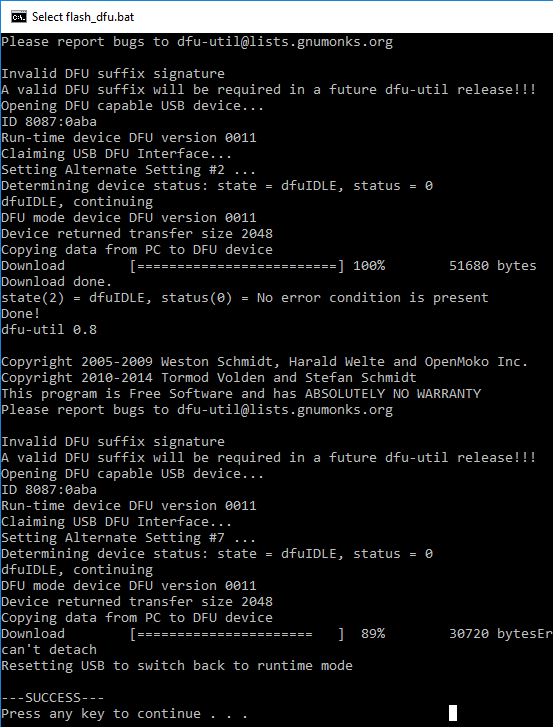 Select flash_dfu.bat
Please report bugs to dfu-util@lists.gnumonks.org
Invalid DFU suffix signature
A valid DFU suffix will be required in a future dfu-util release!!!
Opening DFU capable USB device...
ID 8087:0aba
Run-time device DFU version 0011
Claiming USB DFU Interface...
Setting Alternate Setting #2 ...
Determining device status: state = dfuIDLE, status = 0
dfuIDLE, continuing
DFU mode device DFU version 0011
Device returned transfer size 2048
Copying data from PC to DFU device
Download        [=========================] 100%        51680 bytes
Download done.
state(2) = dfuIDLE, status(0) = No error condition is present
Done!
dfu-util 0.8
Copyright 2005-2009 Weston Schmidt, Harald Welte and OpenMoko Inc.
Copyright 2010-2014 Tormod Volden and Stefan Schmidt
This program is Free Software and has ABSOLUTELY NO WARRANTY
Please report bugs to dfu-util@lists.gnumonks.org
Invalid DFU suffix signature
A valid DFU suffix will be required in a future dfu-util release!!!
Opening DFU capable USB device...
ID 8087:0aba
Run-time device DFU version 0011
Claiming USB DFU Interface...
Setting Alternate Setting #7 ...
Determining device status: state = dfuIDLE, status = 0
dfuIDLE, continuing
DFU mode device DFU version 0011
Device returned transfer size 2048
Copying data from PC to DFU device
Download        [======================   ]  89%        30720 bytesEr
can't detach
Resetting USB to switch back to runtime mode
---SUCCESS---
Press any key to continue . . .